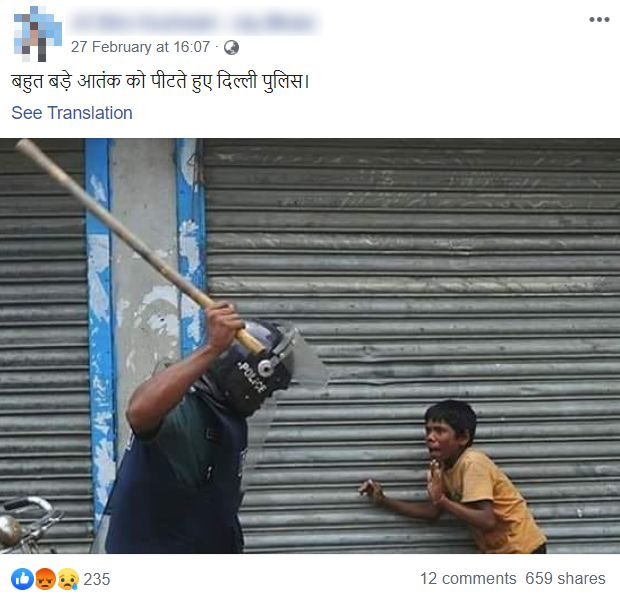 27 February at 16:07
बहुत बड़े आतंक को पीटते हुए दिल्ली पुलिस।
See Translation
POLICE
235
12 comments 659 shares